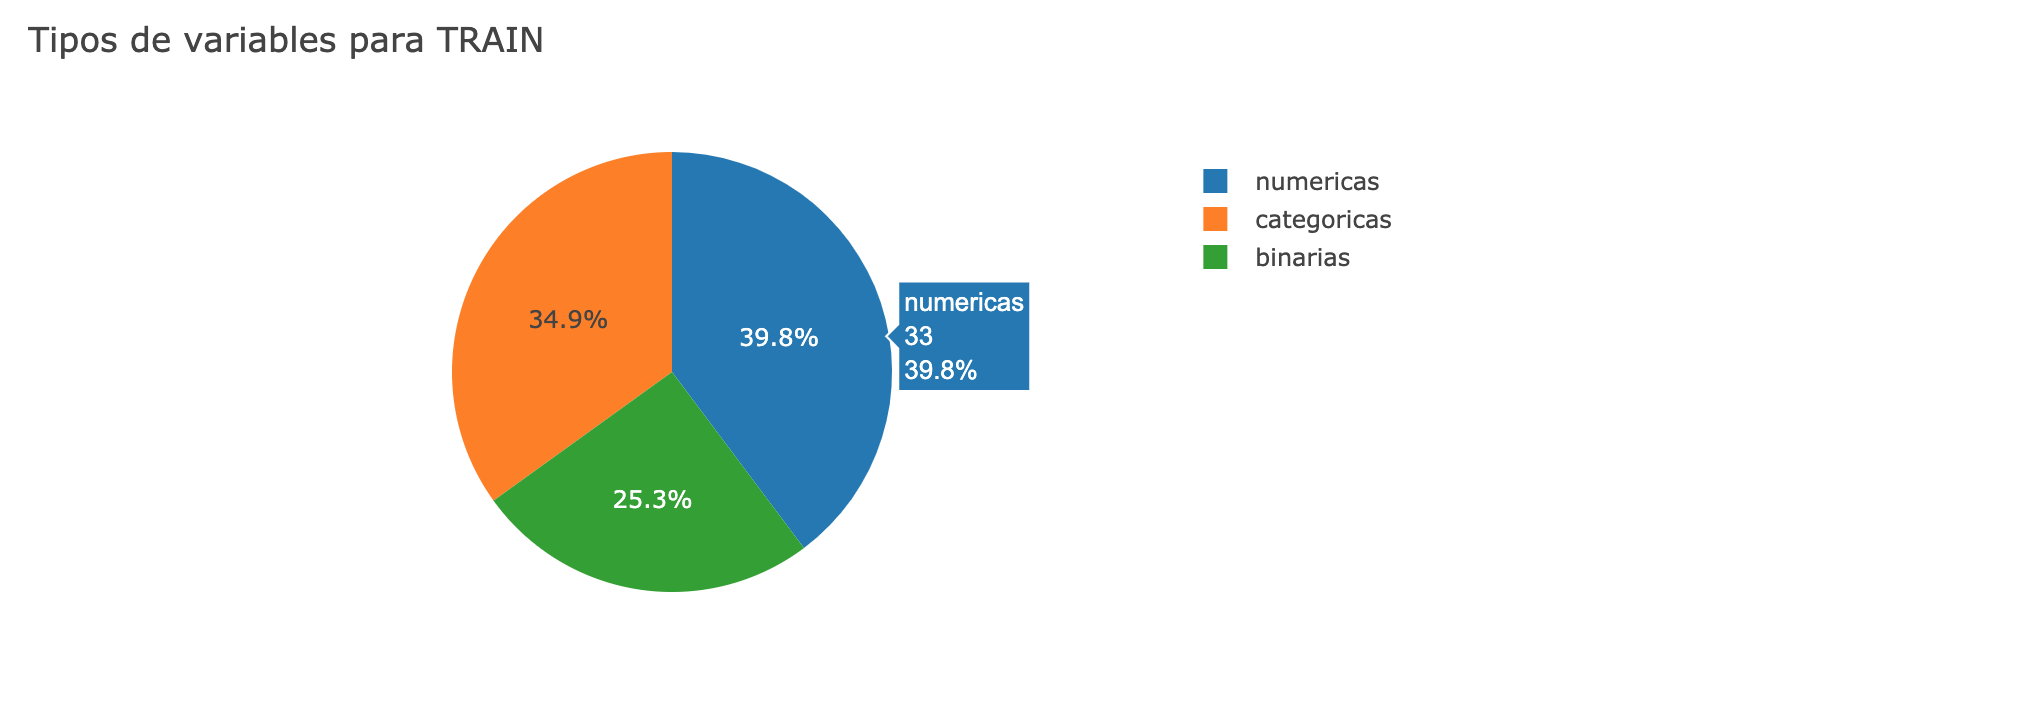 Tipos de variables para TRAIN
numericas
categoricas
binarias
34.9%
39.8%
25.3%
numericas
33
39.8%